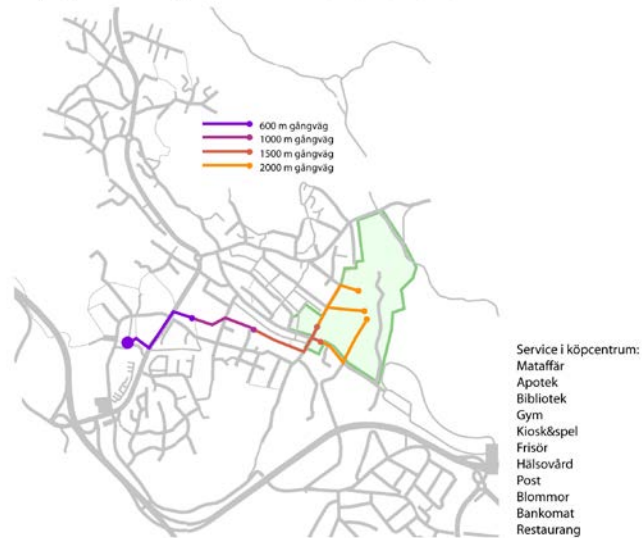 600 m gångväg
1000 m gångväg
1500 m gångväg
2000 m gångväg
Service i köpcentrum:
Mataffär
Apotek
Bibliotek
Gym
Kiosk&spel
Frisör
Hälsovård
Post
Blommor
Bankomat
Restaurang